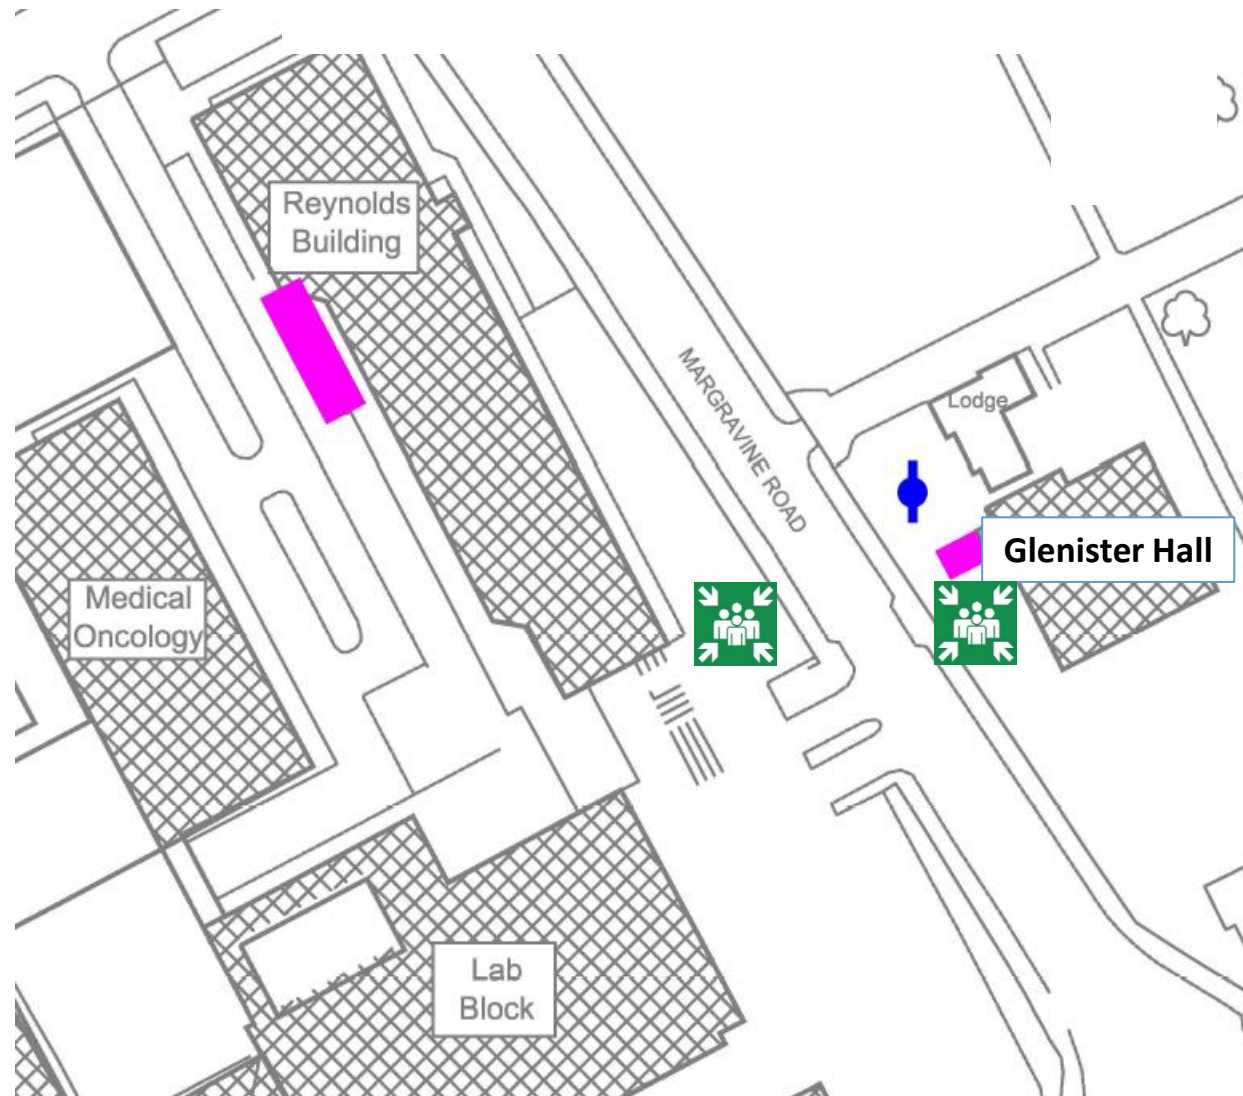 Reynolds
Building
MARGRAVINE ROAD
Lodge
Glenister Hall
Medical
Oncology
Lab
Block